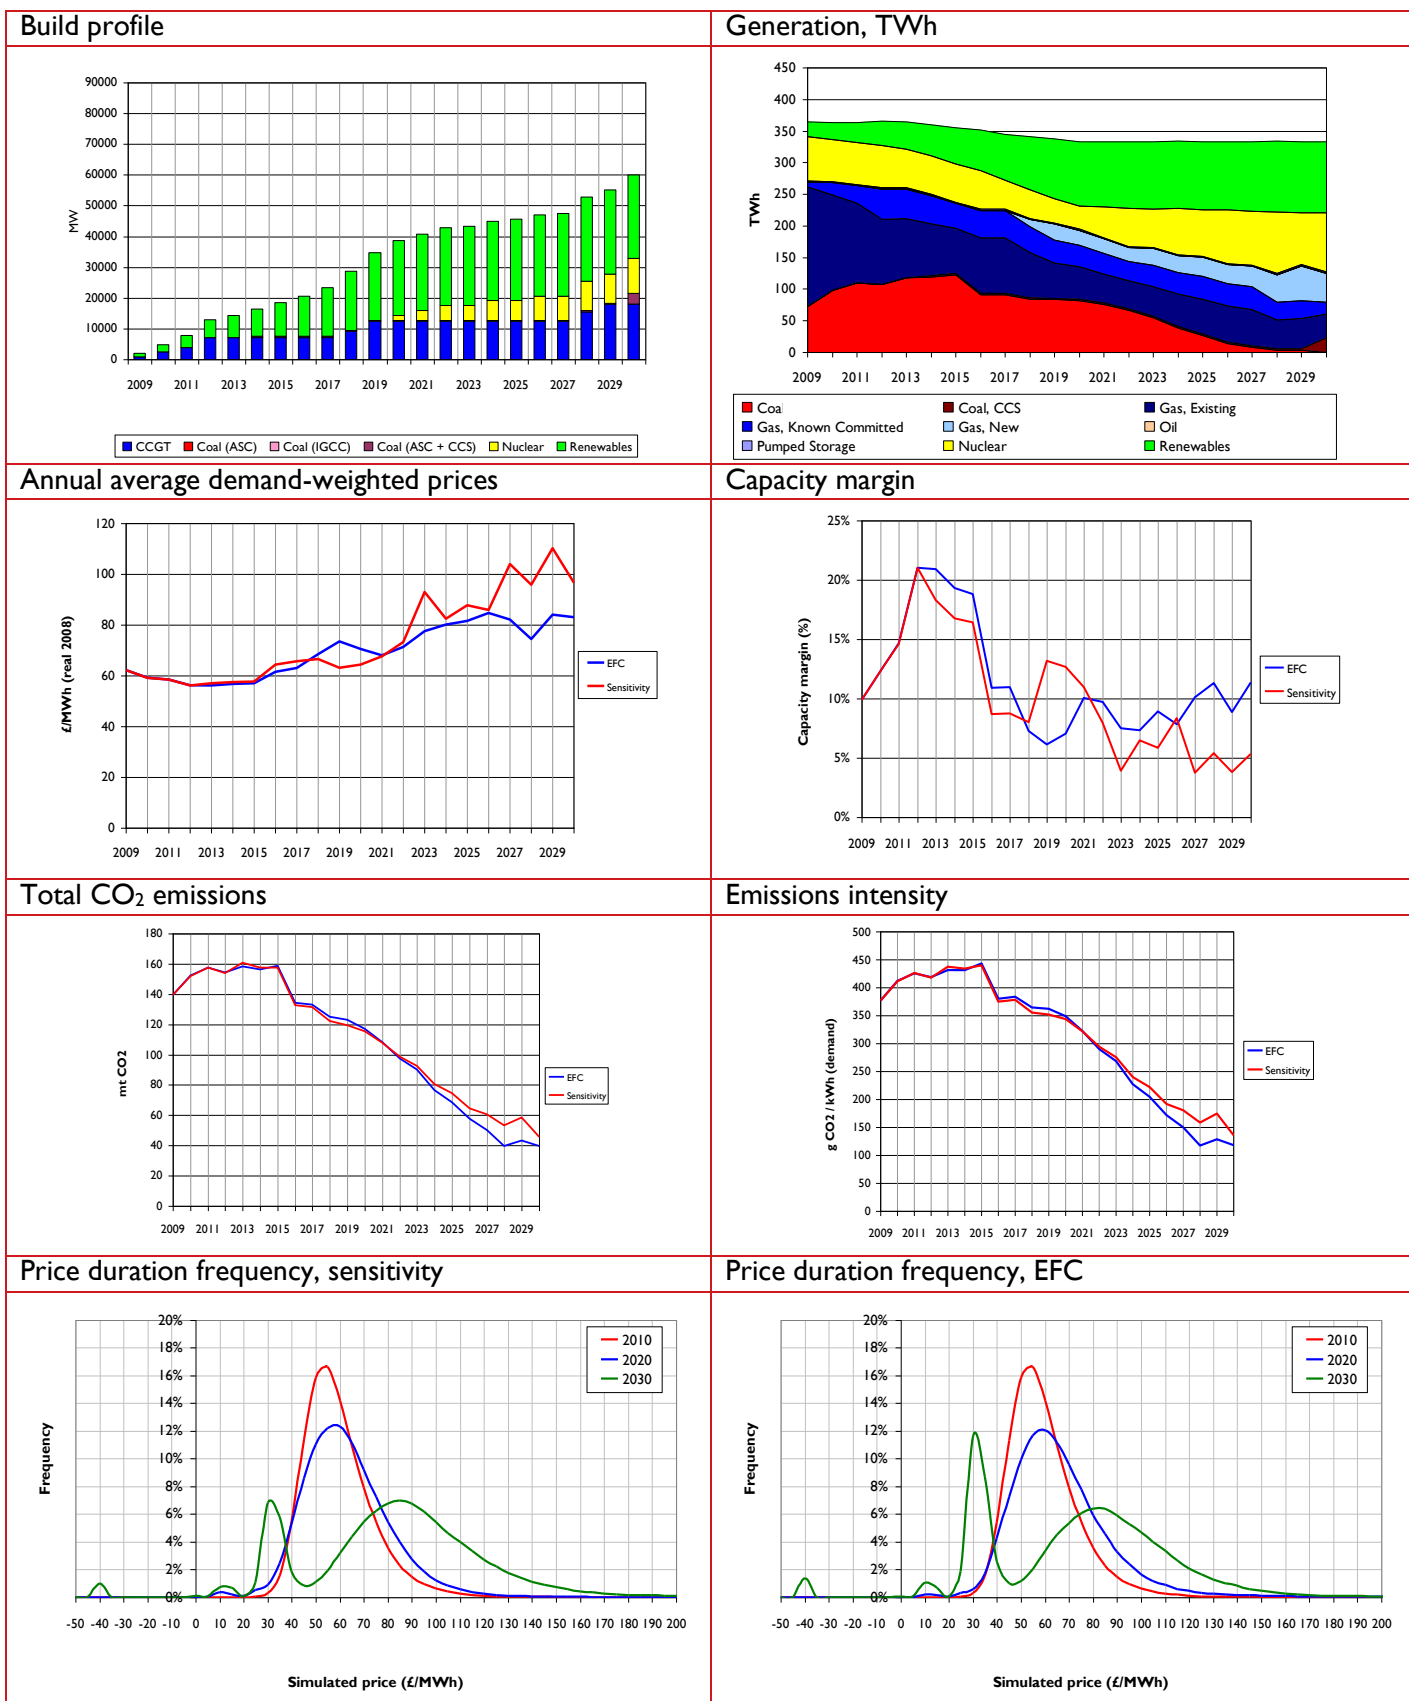 Build profile
Generation, TWh
90000
80000
70000
60000
50000
40000
30000
20000
10000
0
MW
2009 2011 2013 2015 2017 2019 2021 2023 2025 2027 2029
CCGT Coal (ASC) Coal (IGCC) Coal (ASC + CCS) Nuclear Renewables
450
400
350
300
250
200
150
100
50
0
TWh
2009 2011 2013 2015 2017 2019 2021 2023 2025 2027 2029
Coal Coal, CCS Gas, Existing
Gas, Known Committed Gas, New Oil
Pumped Storage Nuclear Renewables
Annual average demand-weighted prices
Capacity margin
120
100
80
60
40
20
0
£/MWh (real 2008)
2009 2011 2013 2015 2017 2019 2021 2023 2025 2027 2029
EFC
Sensitivity
25%
20%
15%
10%
5%
0%
Capacity margin (%)
2009 2011 2013 2015 2017 2019 2021 2023 2025 2027 2029
EFC
Sensitivity
Total CO2 emissions
Emissions intensity
180
160
140
120
100
80
60
40
20
0
mt CO2
2009 2011 2013 2015 2017 2019 2021 2023 2025 2027 2029
EFC
Sensitivity
500
450
400
350
300
250
200
150
100
50
0
g CO2 / kWh (demand)
2009 2011 2013 2015 2017 2019 2021 2023 2025 2027 2029
EFC
Sensitivity
Price duration frequency, sensitivity
Price duration frequency, EFC
20%
18%
16%
14%
12%
10%
8%
6%
4%
2%
0%
Frequency
2010
2020
2030
-50 -40 -30 -20 -10 0 10 20 30 40 50 60 70 80 90 100 110 120 130 140 150 160 170 180 190 200
Simulated price (£/MWh)
20%
18%
16%
14%
12%
10%
8%
6%
4%
2%
0%
Frequency
2010
2020
2030
-50 -40 -30 -20 -10 0 10 20 30 40 50 60 70 80 90 100 110 120 130 140 150 160 170 180 190 200
Simulated price (£/MWh)